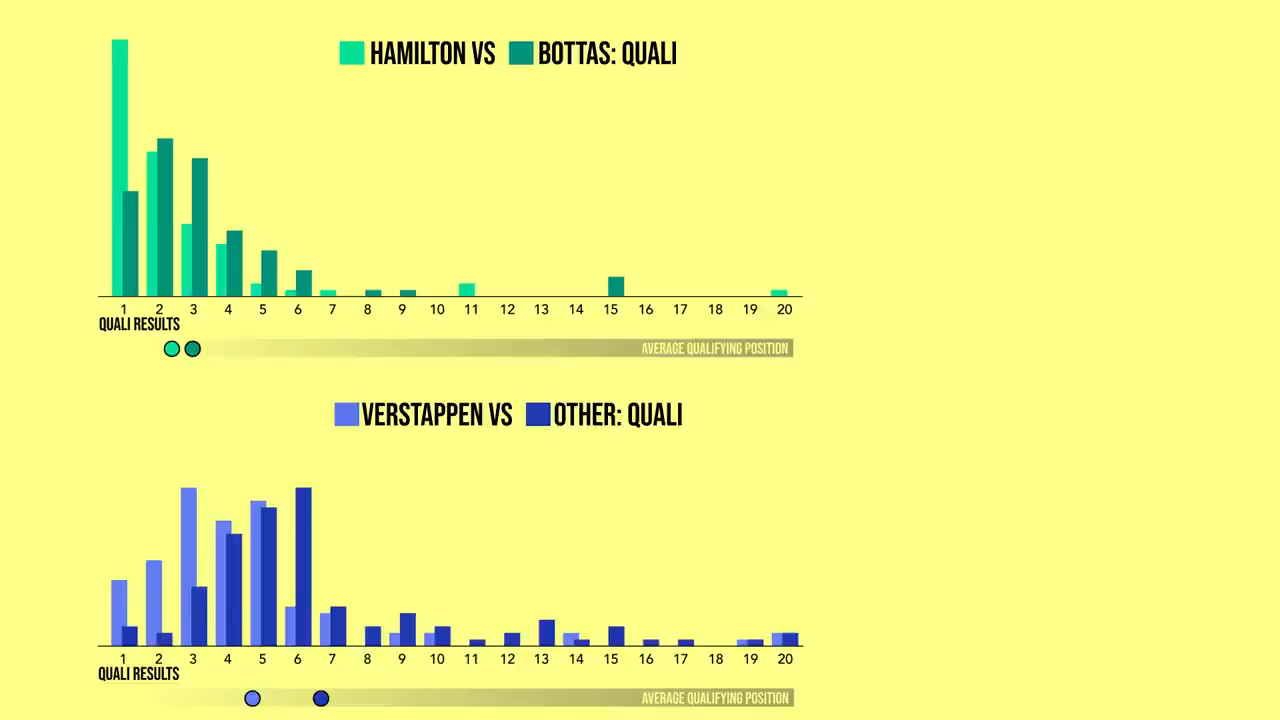 HAMILTON VS BOTTAS: QUALI
1 2 3 4 5 6 7 8 9 10 11 12 13 14 15 16 17 18 19 20
QUALI RESULTS
AVERAGE QUALIFYING POSITION
VERSTAPPEN VS OTHER: QUALI
1 2 3 4 5 6 7 8 9 10 11 12 13 14 15 16 17 18 19 20
QUALI RESULTS
AVERAGE QUALIFYING POSITION